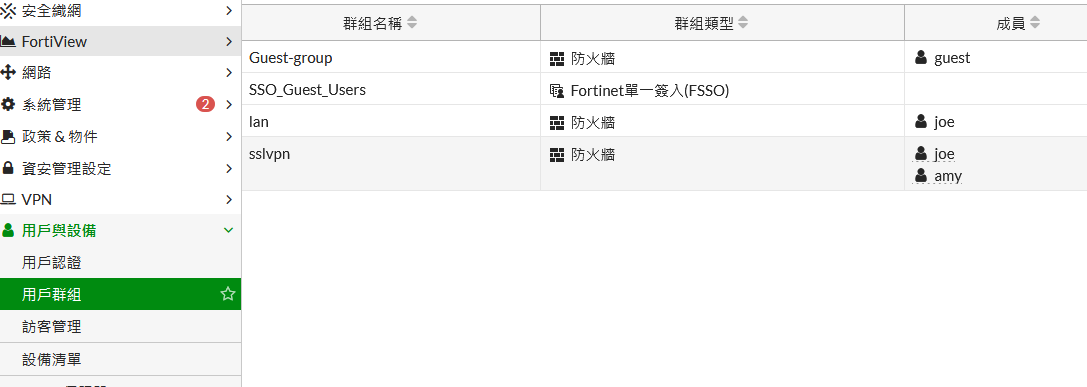 安全織網
FortiView
網路
系統管理 2
政策 & 物件
資安管理設定
VPN
用戶與設備
用戶認證
用戶群組
訪客管理
設備清單
群組名稱 群組類型 成員
Guest-group 防火牆 guest
SSO_Guest_Users Fortinet單一簽入(FSSO)
lan 防火牆 joe
sslvpn 防火牆 joe
amy